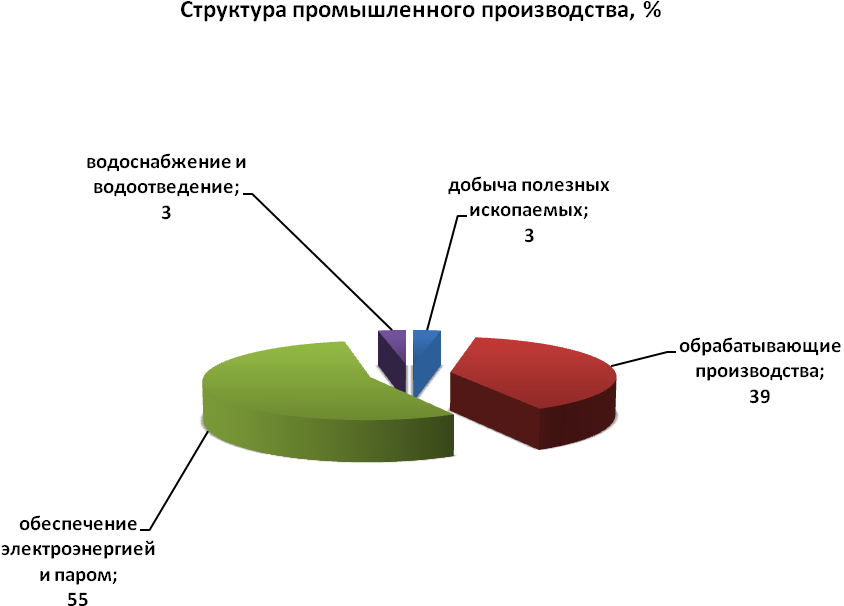 Структура промышленного производства, %
водоснабжение и
водоотведение;
3
добыча полезных
ископаемых;
3
обрабатывающие
производства;
39
обеспечение
электроэнергией
и паром;
55